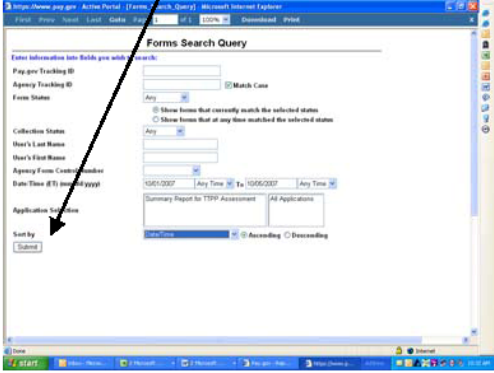 https://www.pay.gov - Active Portal - [Forms_Search_Query] - Microsoft Internet Explorer
First Prev Next Last Goto Page 1 of 1 100% Download Print
Forms Search Query
Enter information into fields you wish to search:
Pay.gov Tracking ID
Agency Tracking ID Match Case
Form Status Any
Show forms that currently match the selected status
Show forms that at any time matched the selected status
Collection Status Any
User's Last Name
User's First Name
Agency Form Control Number
Date/Time (ET) (mm/dd/yyyy) 10/01/2007 Any Time To 10/05/2007 Any Time
Application Selection Summary Report for TTPP Assessment All Applications
Sort by Date/Time Ascending Descending
Submit
Done Internet
start